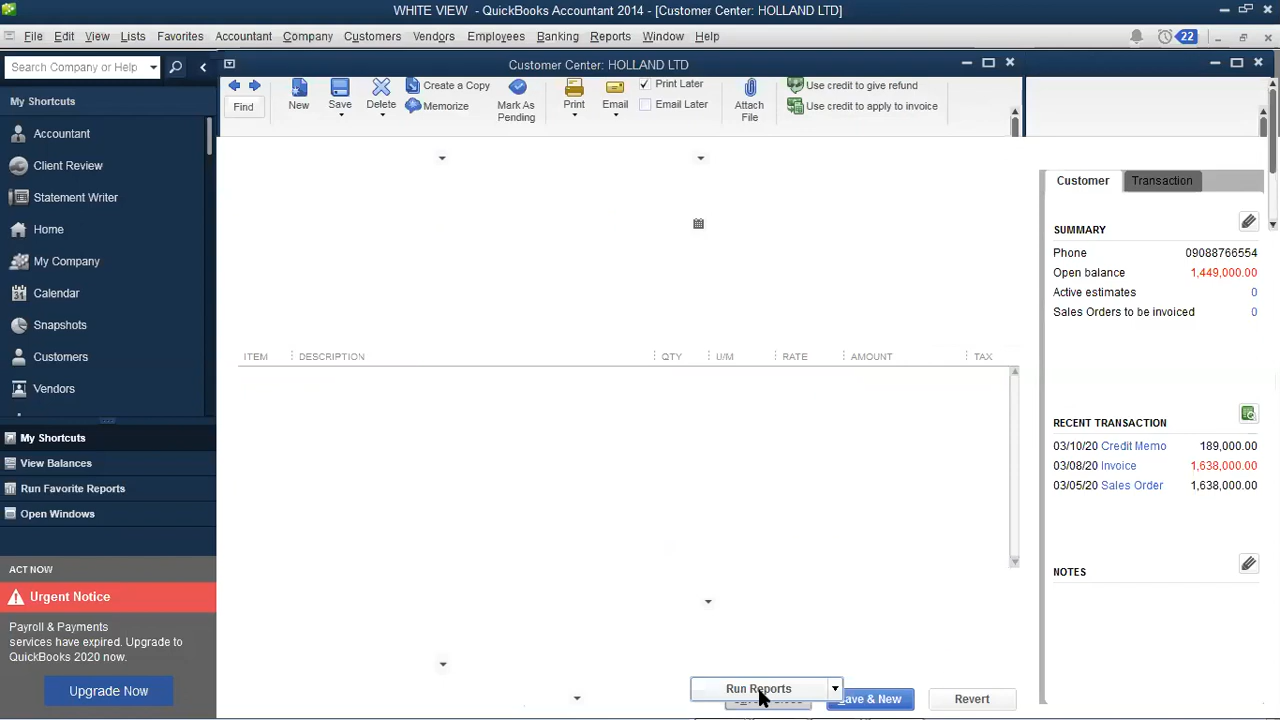 WHITE VIEW - QuickBooks Accountant 2014 - [Customer Center: HOLLAND LTD]
File Edit View Lists Favorites Accountant Company Customers Vendors Employees Banking Reports Window Help 22
Search Company or Help
Customer Center: HOLLAND LTD
My Shortcuts
Accountant
Client Review
Statement Writer
Home
My Company
Calendar
Snapshots
Customers
Vendors
My Shortcuts
View Balances
Run Favorite Reports
Open Windows
ACT NOW
Urgent Notice
Payroll & Payments
services have expired. Upgrade to
QuickBooks 2020 now.
Upgrade Now
Find
New
Save
Delete
Create a Copy
Memorize
Mark As
Pending
Print
Email
Print Later
Email Later
Attach
File
Use credit to give refund
Use credit to apply to invoice
ITEM DESCRIPTION QTY U/M RATE AMOUNT TAX
Run Reports
Save & New
Revert
Customer Transaction
SUMMARY
Phone 09088766554
Open balance 1,449,000.00
Active estimates 0
Sales Orders to be invoiced 0
RECENT TRANSACTION
03/10/20 Credit Memo 189,000.00
03/08/20 Invoice 1,638,000.00
03/05/20 Sales Order 1,638,000.00
NOTES